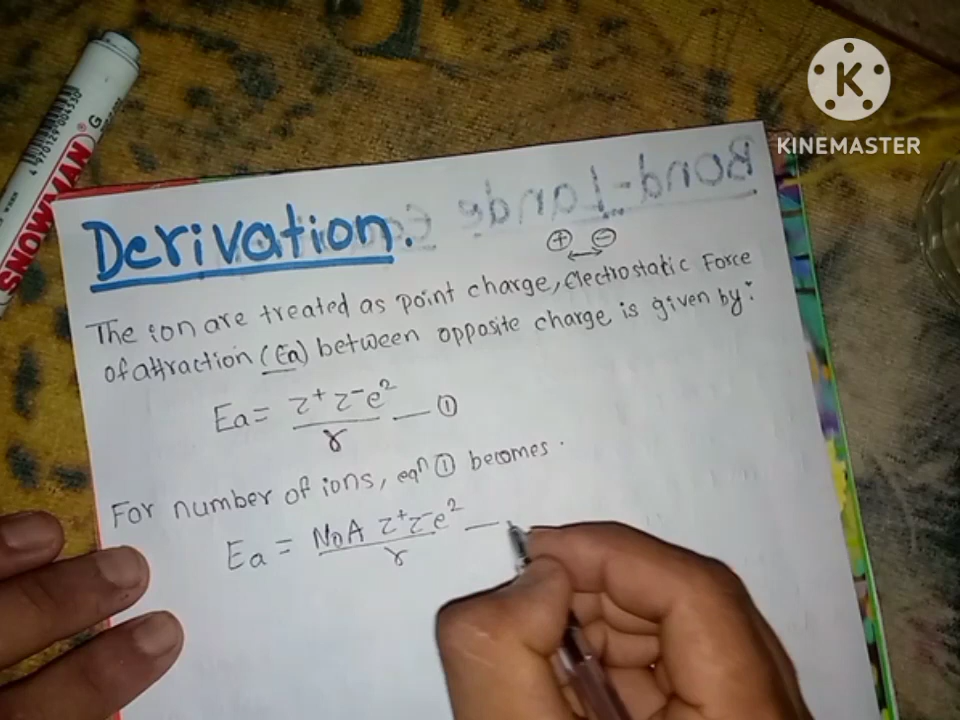 KINEMASTER
SNOWMAN G
4970129004530
Derivation.
The ion are treated as point charge, electrostatic Force
of attraction (Ea) between opposite charge is given by:
Ea = z⁺ z⁻ e² / r — ①
For number of ions, eqⁿ ① becomes.
Ea = N₀A z⁺ z⁻ e² / r —